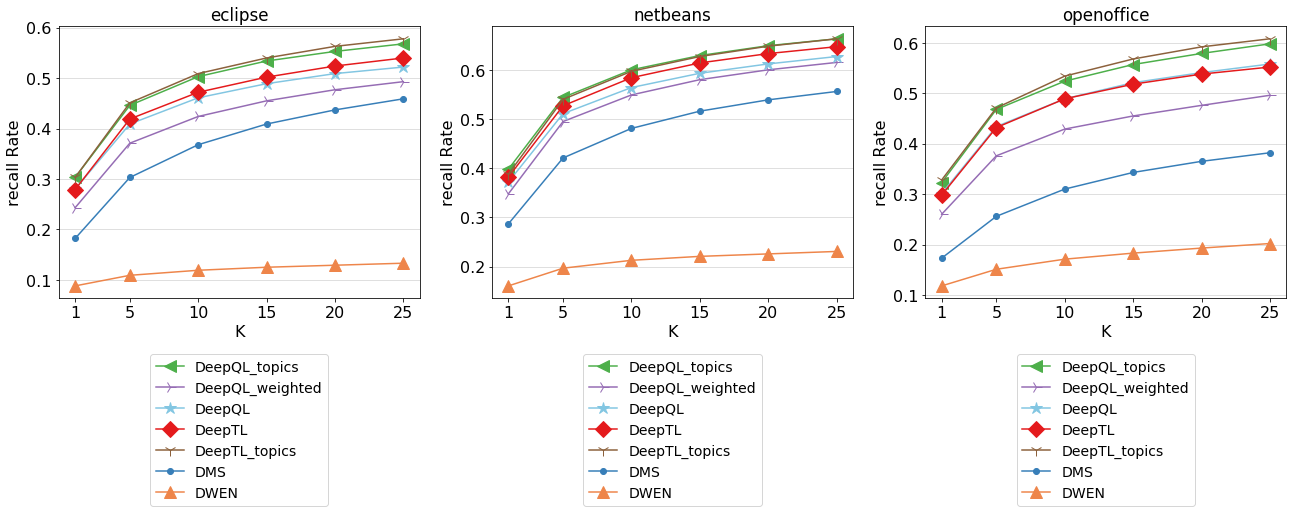 eclipse
recall Rate
0.6
0.5
0.4
0.3
0.2
0.1
1 5 10 15 20 25
K
DeepQL_topics
DeepQL_weighted
DeepQL
DeepTL
DeepTL_topics
DMS
DWEN
netbeans
recall Rate
0.6
0.5
0.4
0.3
0.2
1 5 10 15 20 25
K
DeepQL_topics
DeepQL_weighted
DeepQL
DeepTL
DeepTL_topics
DMS
DWEN
openoffice
recall Rate
0.6
0.5
0.4
0.3
0.2
0.1
1 5 10 15 20 25
K
DeepQL_topics
DeepQL_weighted
DeepQL
DeepTL
DeepTL_topics
DMS
DWEN